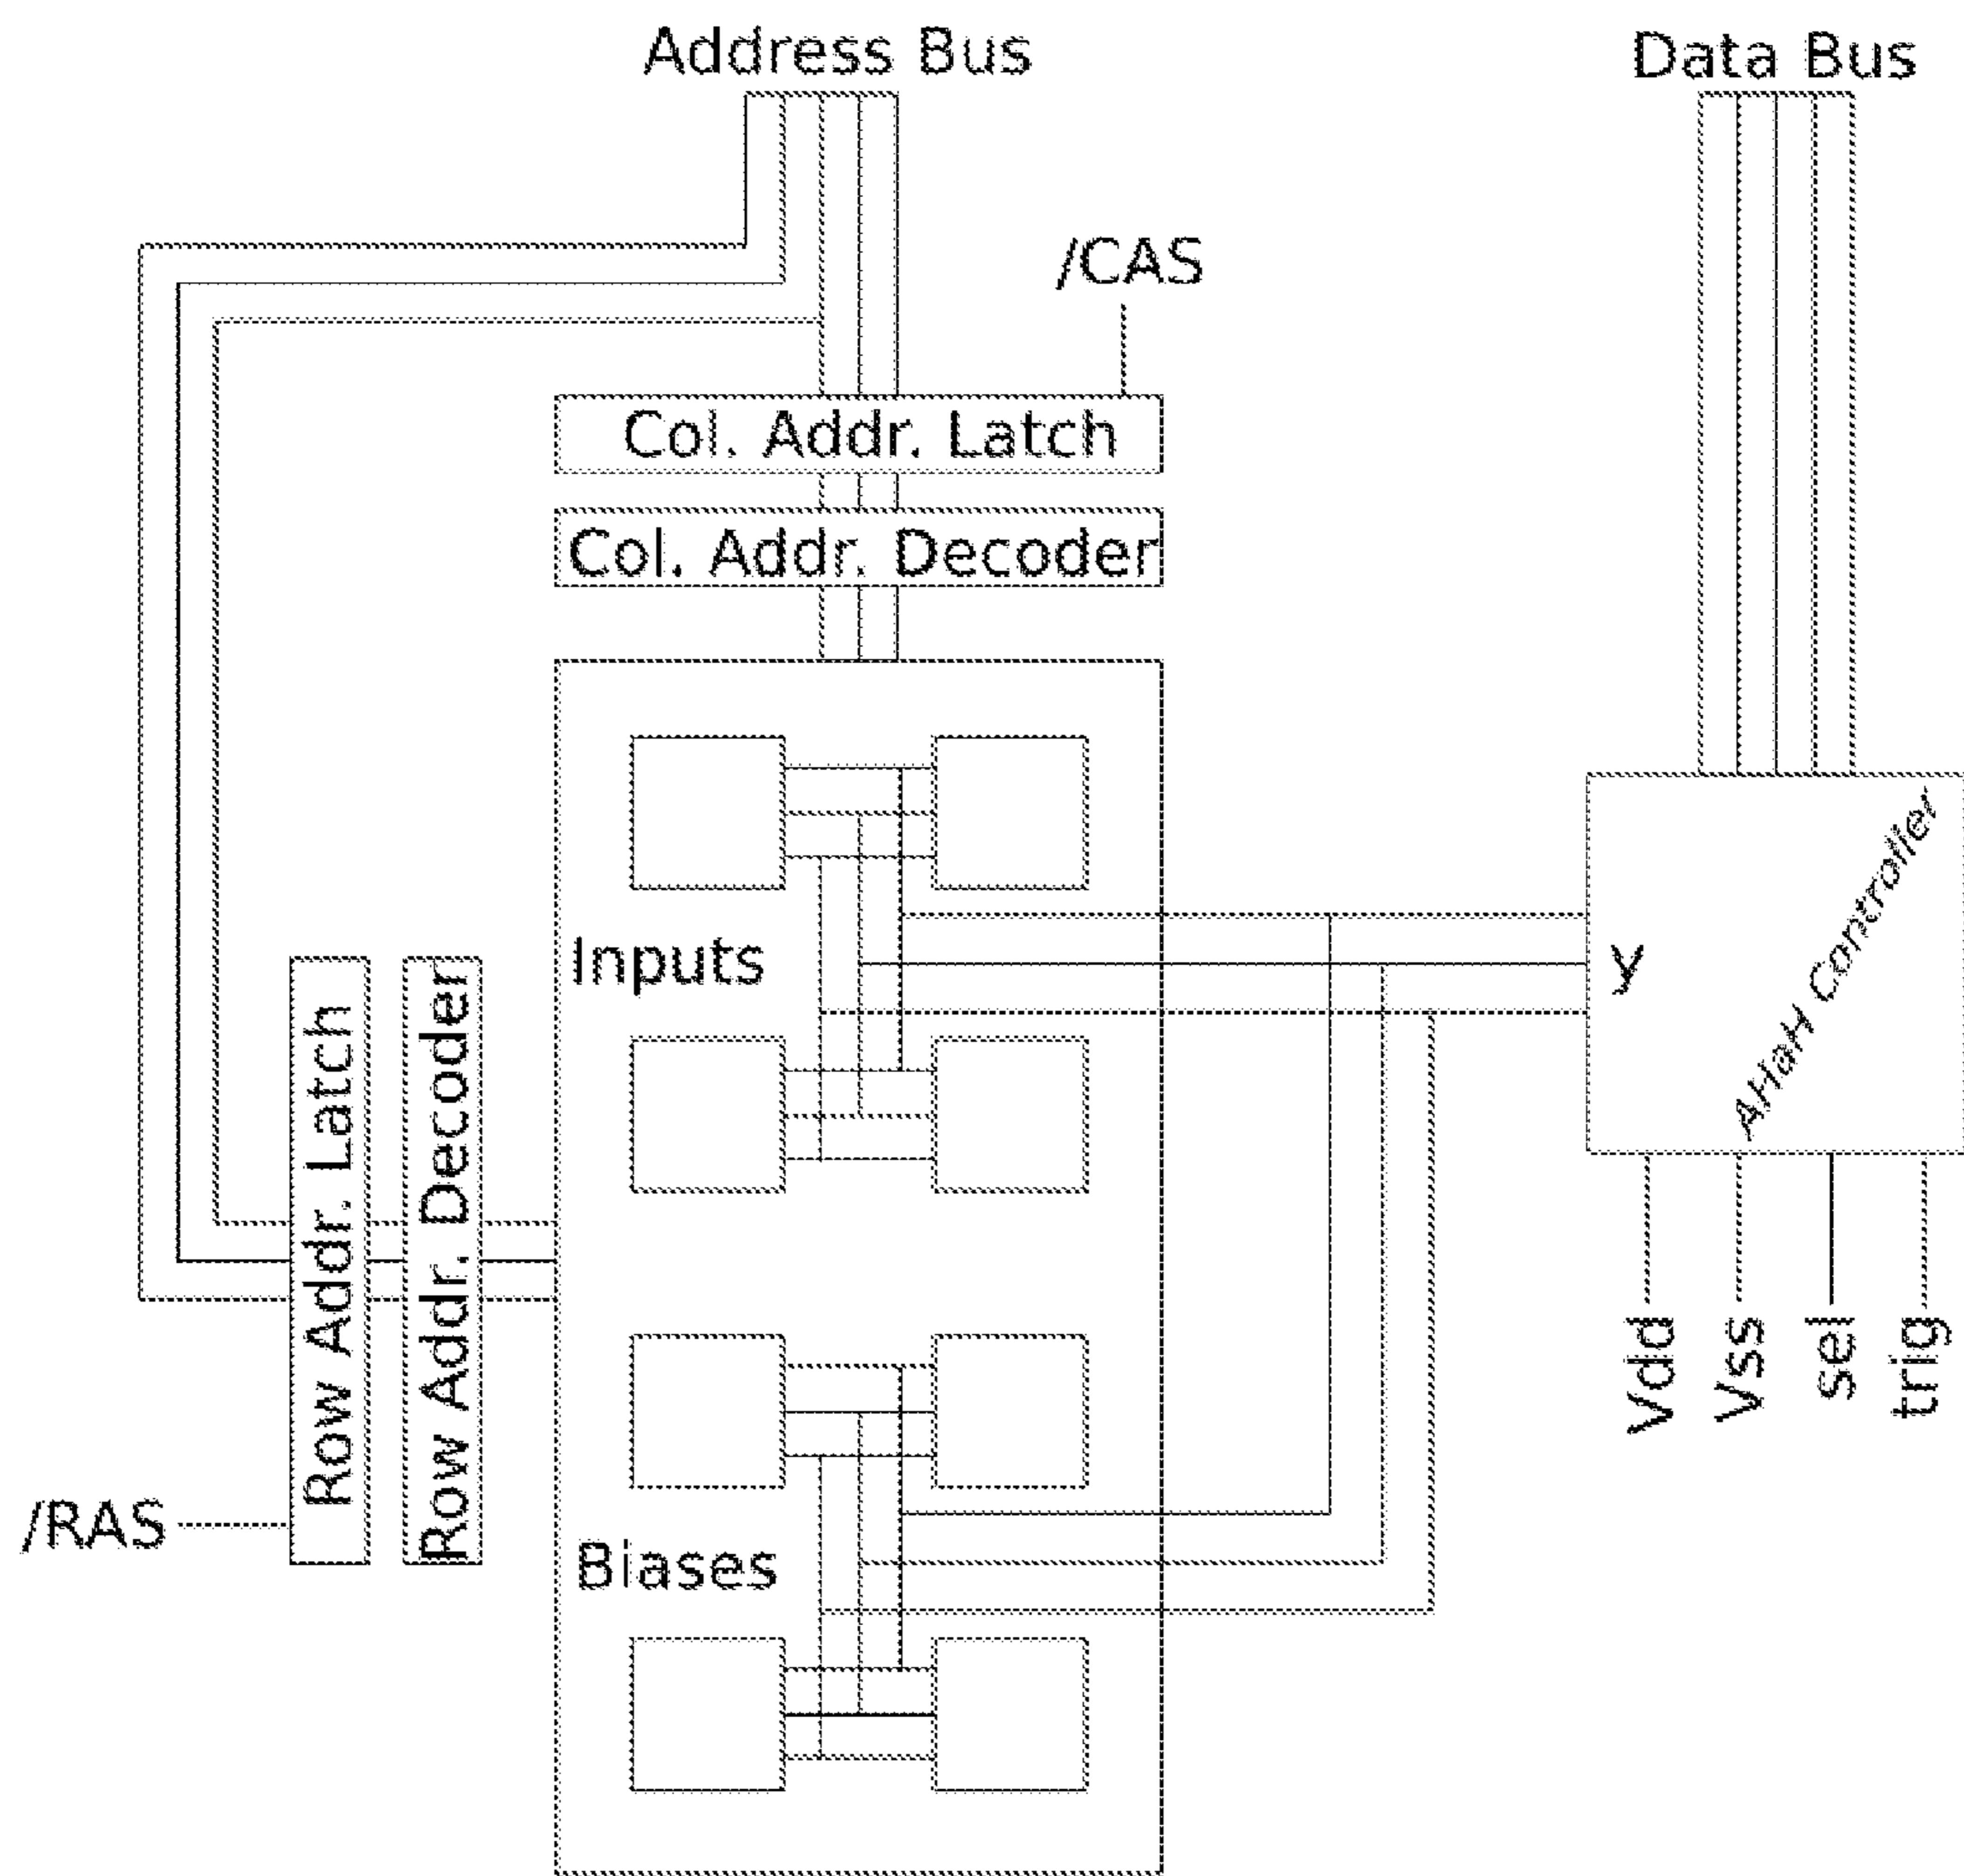 Address Bus
Data Bus
/CAS
Col. Addr. Latch
Col. Addr. Decoder
Inputs
y
AHaH Controller
Row Addr. Latch
Row Addr. Decoder
Vdd
Vss
sel
trig
/RAS
Biases